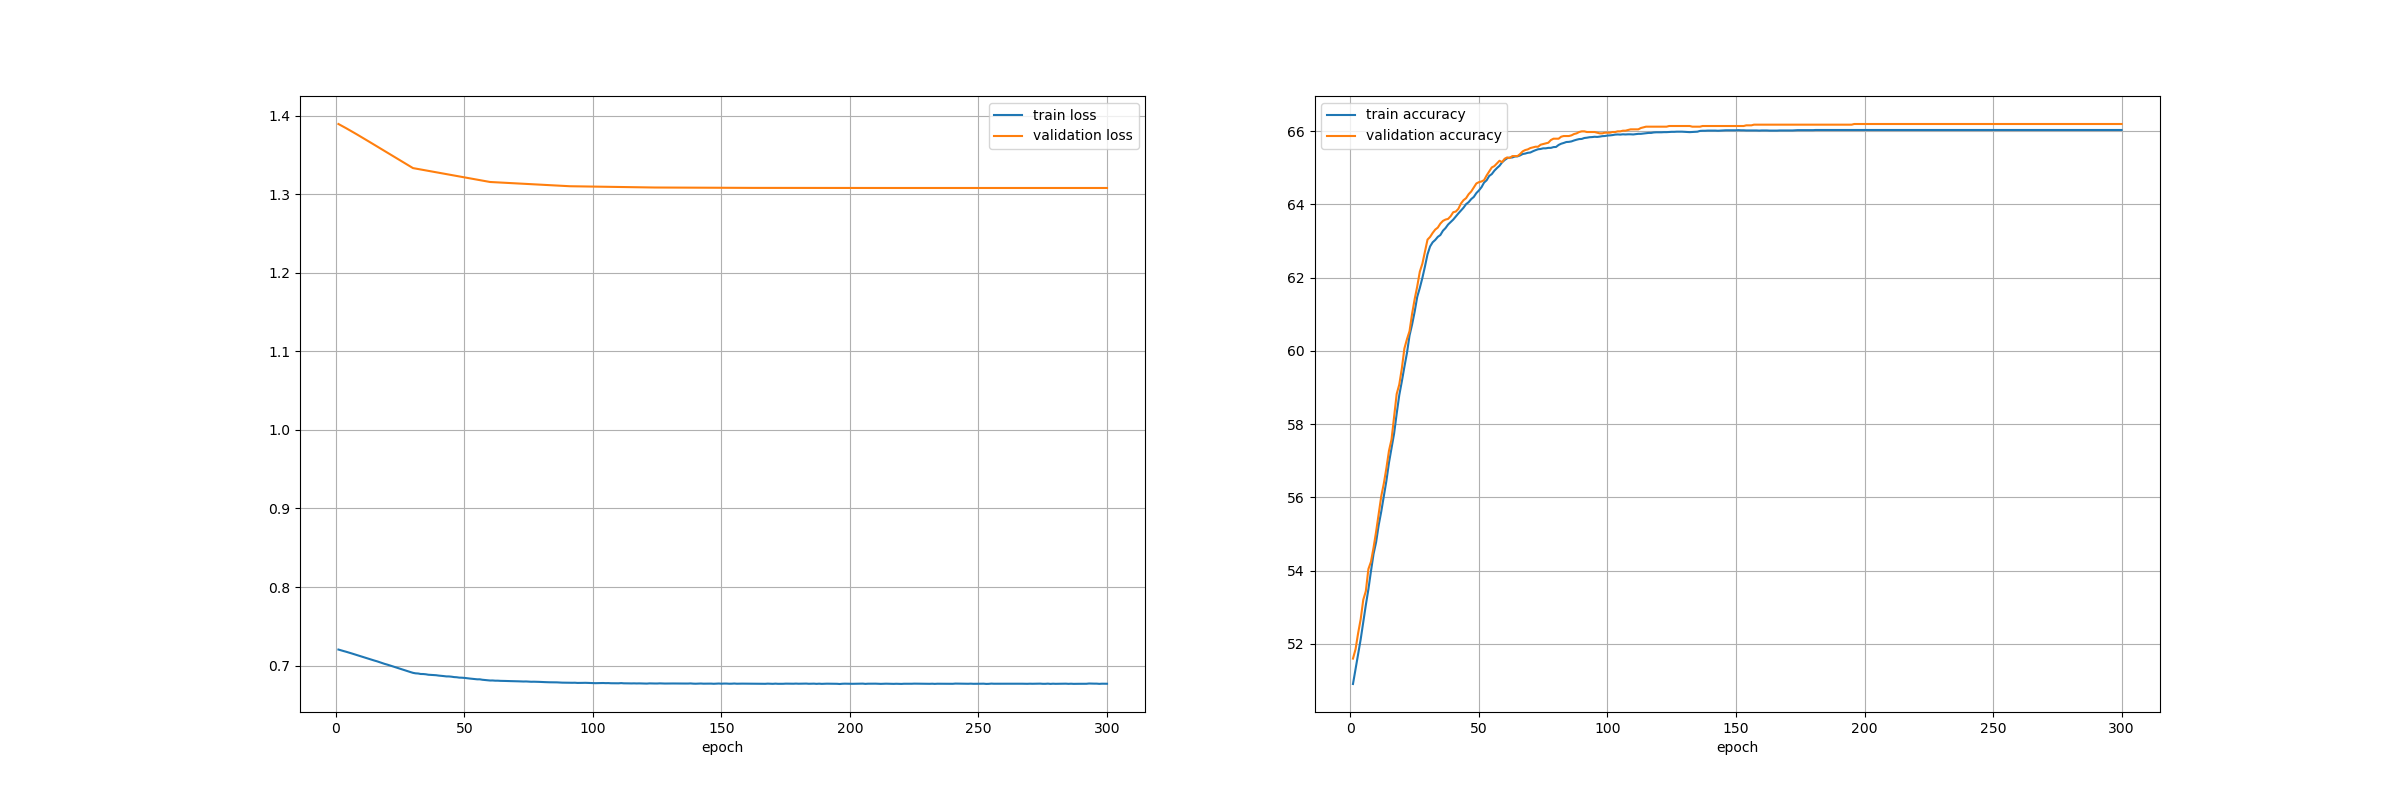 train loss
validation loss
1.4
1.3
1.2
1.1
1.0
0.9
0.8
0.7
0 50 100 150 200 250 300
epoch
train accuracy
validation accuracy
66
64
62
60
58
56
54
52
0 50 100 150 200 250 300
epoch